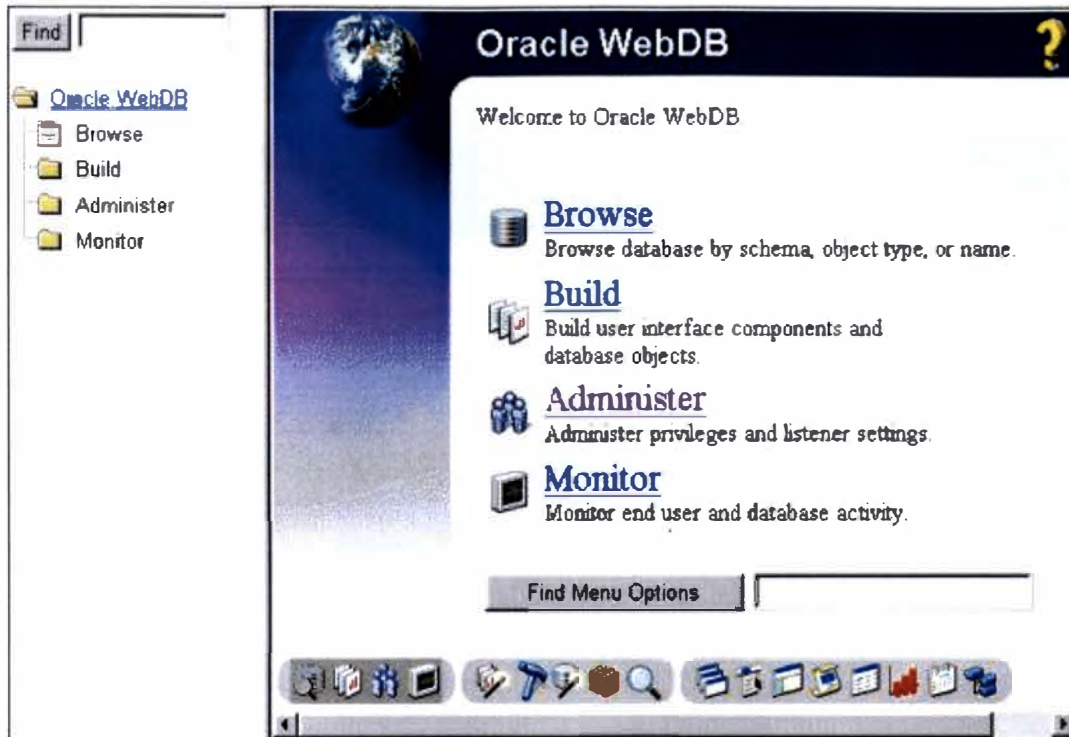 Find
Oracle WebDB
Browse
Build
Administer
Monitor
Oracle WebDB
?
Welcome to Oracle WebDB
Browse
Browse database by schema, object type, or name.
Build
Build user interface components and
database objects.
Administer
Administer privileges and listener settings.
Monitor
Monitor end user and database activity.
Find Menu Options